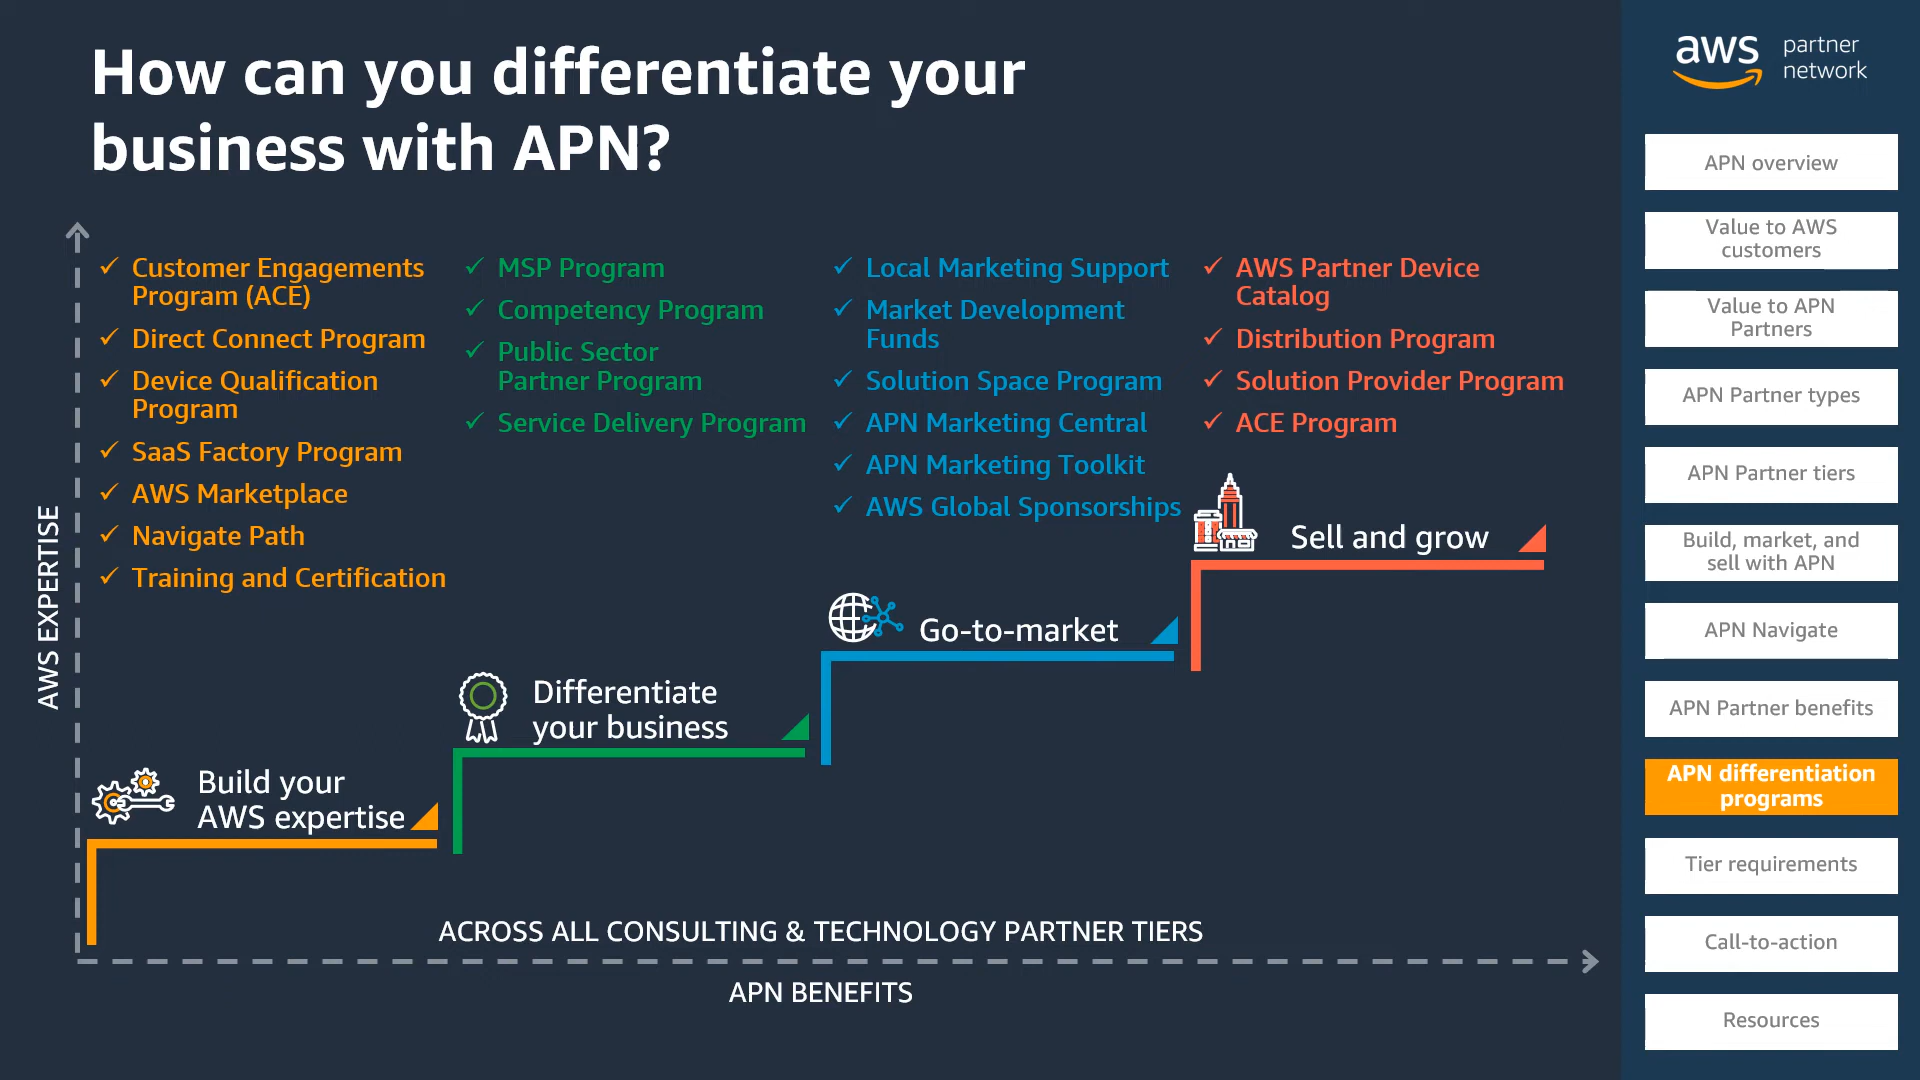 How can you differentiate your
business with APN?
AWS EXPERTISE
✓ Customer Engagements
Program (ACE)
✓ Direct Connect Program
✓ Device Qualification
Program
✓ SaaS Factory Program
✓ AWS Marketplace
✓ Navigate Path
✓ Training and Certification
Build your
AWS expertise
✓ MSP Program
✓ Competency Program
✓ Public Sector
Partner Program
✓ Service Delivery Program
Differentiate
your business
✓ Local Marketing Support
✓ Market Development
Funds
✓ Solution Space Program
✓ APN Marketing Central
✓ APN Marketing Toolkit
✓ AWS Global Sponsorships
Go-to-market
✓ AWS Partner Device
Catalog
✓ Distribution Program
✓ Solution Provider Program
✓ ACE Program
Sell and grow
ACROSS ALL CONSULTING & TECHNOLOGY PARTNER TIERS
APN BENEFITS
aws partner
network
APN overview
Value to AWS
customers
Value to APN
Partners
APN Partner types
APN Partner tiers
Build, market, and
sell with APN
APN Navigate
APN Partner benefits
APN differentiation
programs
Tier requirements
Call-to-action
Resources